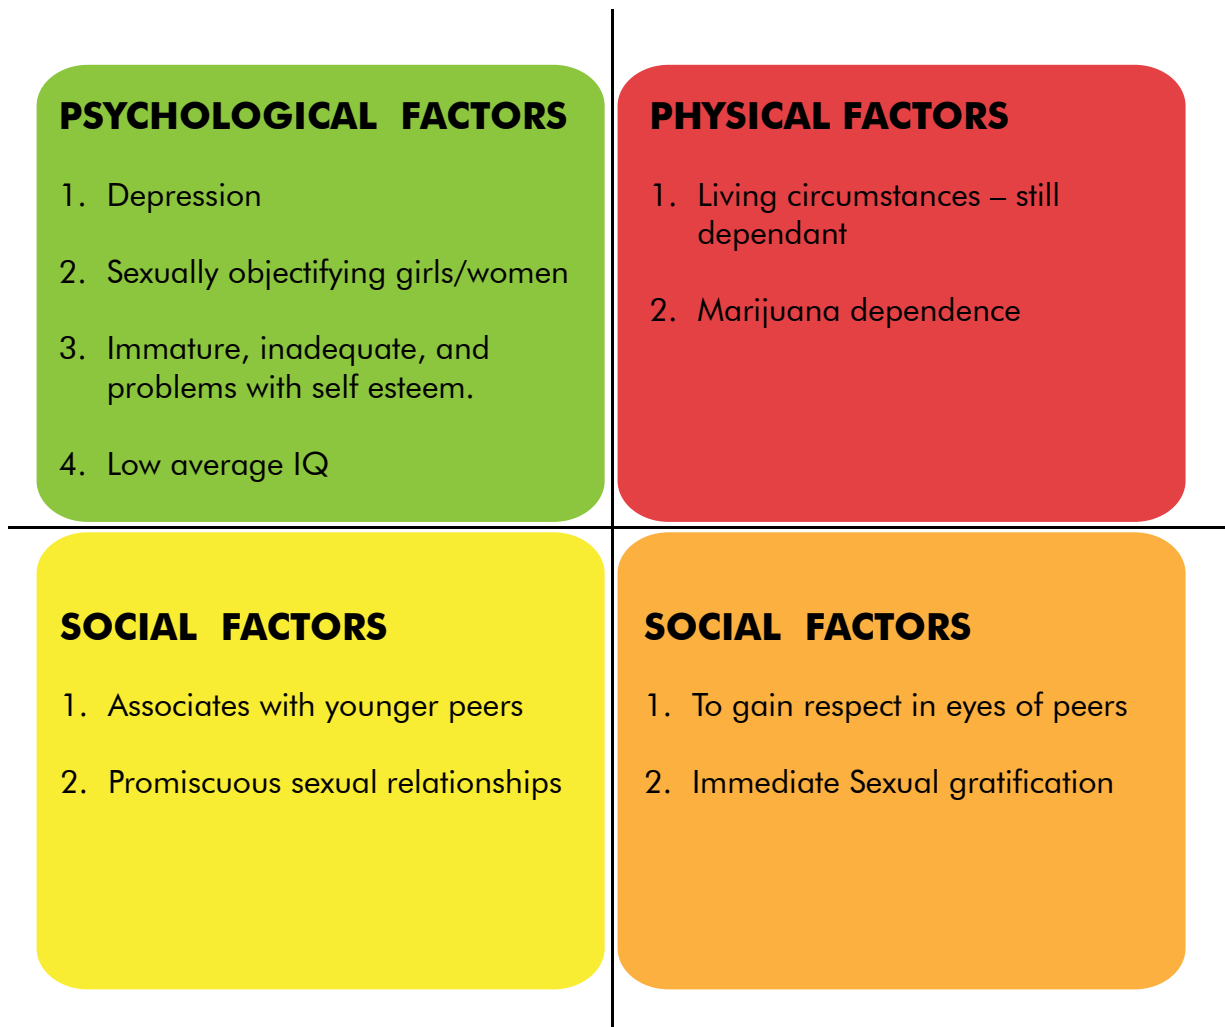 PSYCHOLOGICAL FACTORS
1. Depression
2. Sexually objectifying girls/women
3. Immature, inadequate, and
problems with self esteem.
4. Low average IQ
PHYSICAL FACTORS
1. Living circumstances – still
dependant
2. Marijuana dependence
SOCIAL FACTORS
1. Associates with younger peers
2. Promiscuous sexual relationships
SOCIAL FACTORS
1. To gain respect in eyes of peers
2. Immediate Sexual gratification